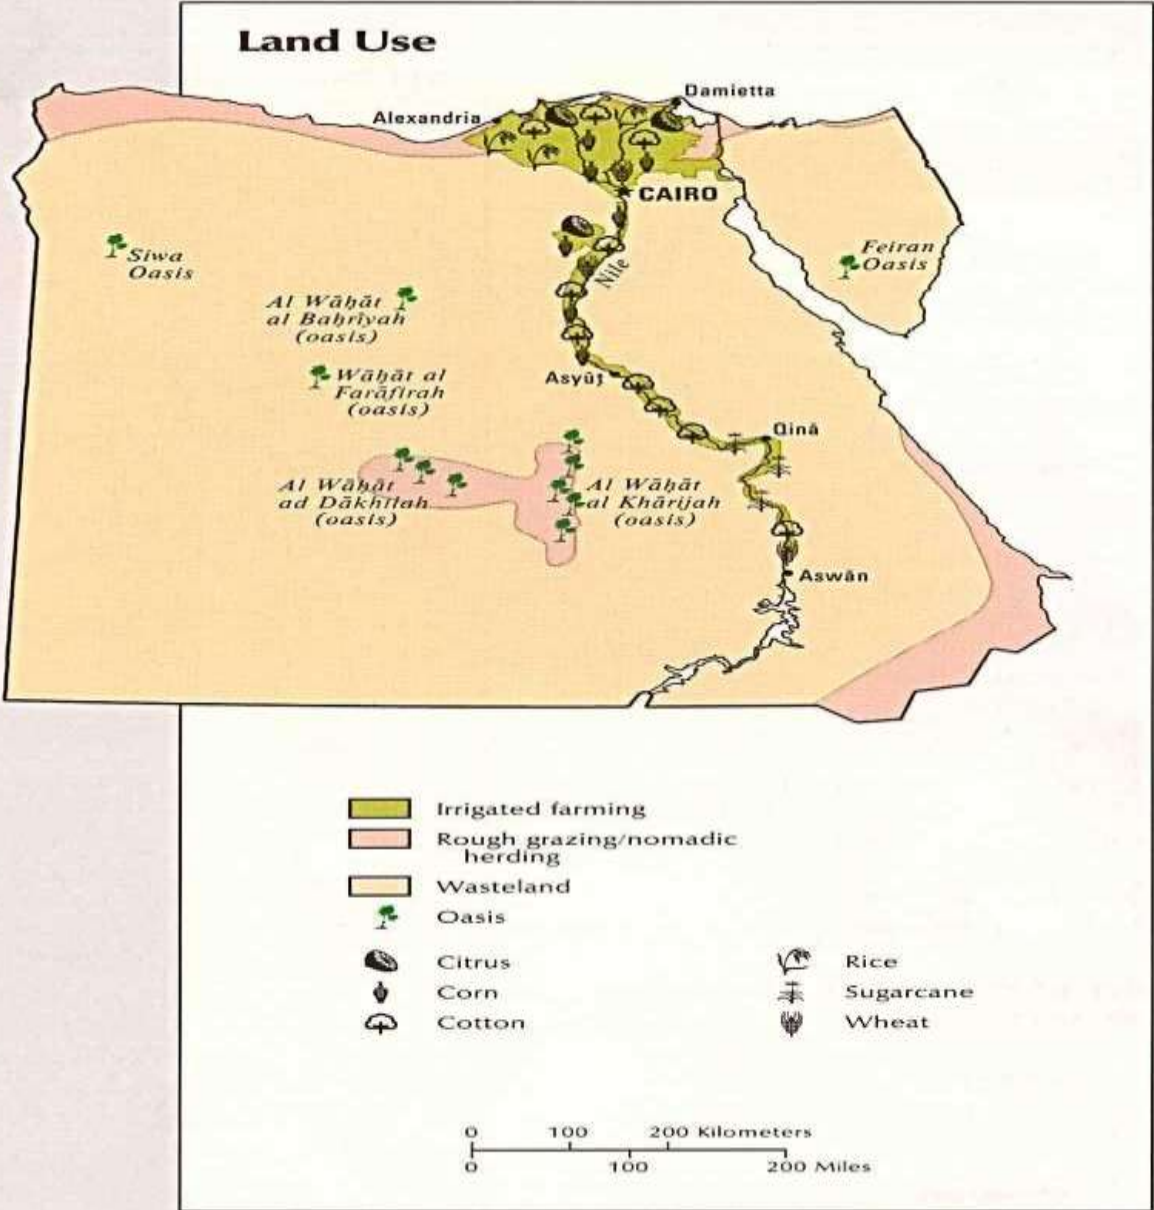 Land Use
Damietta
Alexandria
CAIRO
Siwa
Oasis
Feiran
Oasis
Nile
Al Wāḥāt
al Baḥrīyah
(oasis)
Wāḥāt al
Farāfirah
(oasis)
Asyūṭ
Qinā
Al Wāḥāt
ad Dākhilah
(oasis)
Al Wāḥāt
al Khārijah
(oasis)
Aswān
Irrigated farming
Rough grazing/nomadic
herding
Wasteland
Oasis
Citrus
Corn
Cotton
Rice
Sugarcane
Wheat
0 100 200 Kilometers
0 100 200 Miles